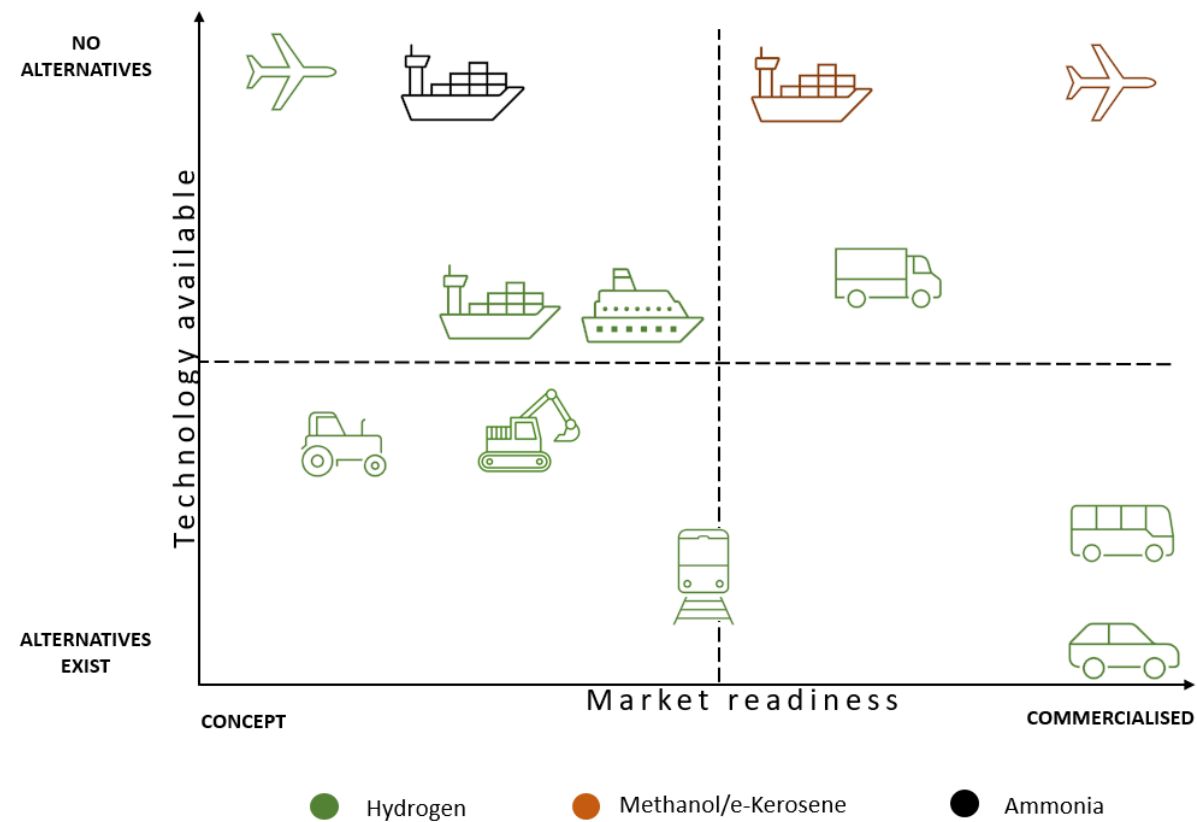 NO
ALTERNATIVES
Technology available
ALTERNATIVES
EXIST
Market readiness
CONCEPT
COMMERCIALISED
Hydrogen
Methanol/e-Kerosene
Ammonia